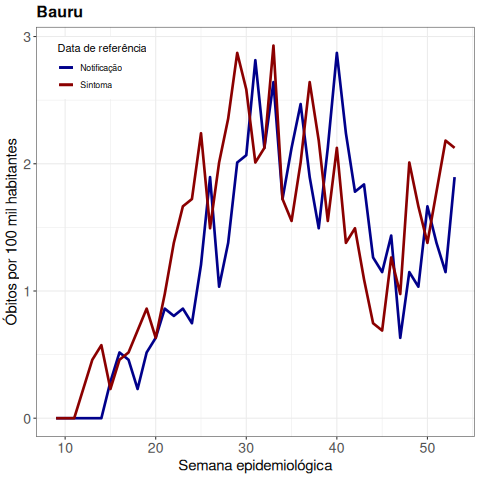 Bauru
Data de referência
Notificação
Sintoma
Óbitos por 100 mil habitantes
3
2
1
0
10 20 30 40 50
Semana epidemiológica